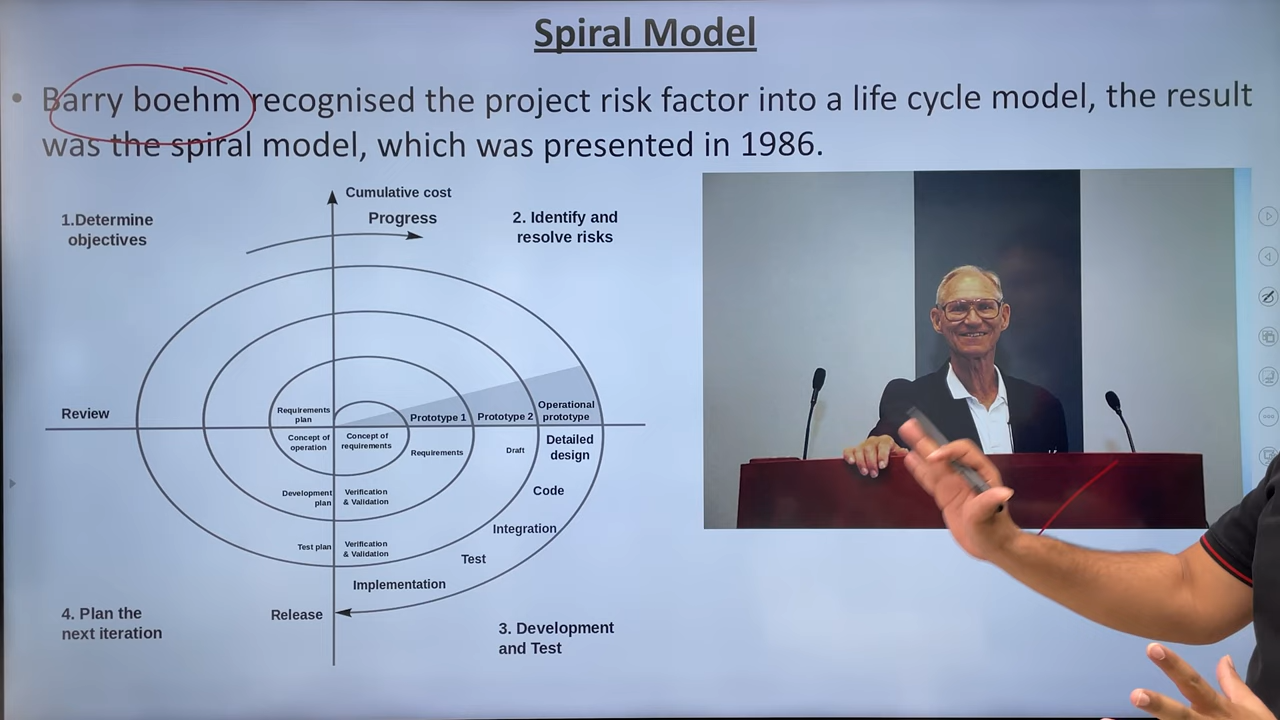 Spiral Model
• Barry boehm recognised the project risk factor into a life cycle model, the result
was the spiral model, which was presented in 1986.
Cumulative cost
Progress
1.Determine
objectives
2. Identify and
resolve risks
Review
Requirements
plan
Prototype 1
Prototype 2
Operational
prototype
Concept of
operation
Concept of
requirements
Requirements
Draft
Detailed
design
Development
plan
Verification
& Validation
Code
Test plan
Verification
& Validation
Integration
Test
Implementation
Release
4. Plan the
next iteration
3. Development
and Test